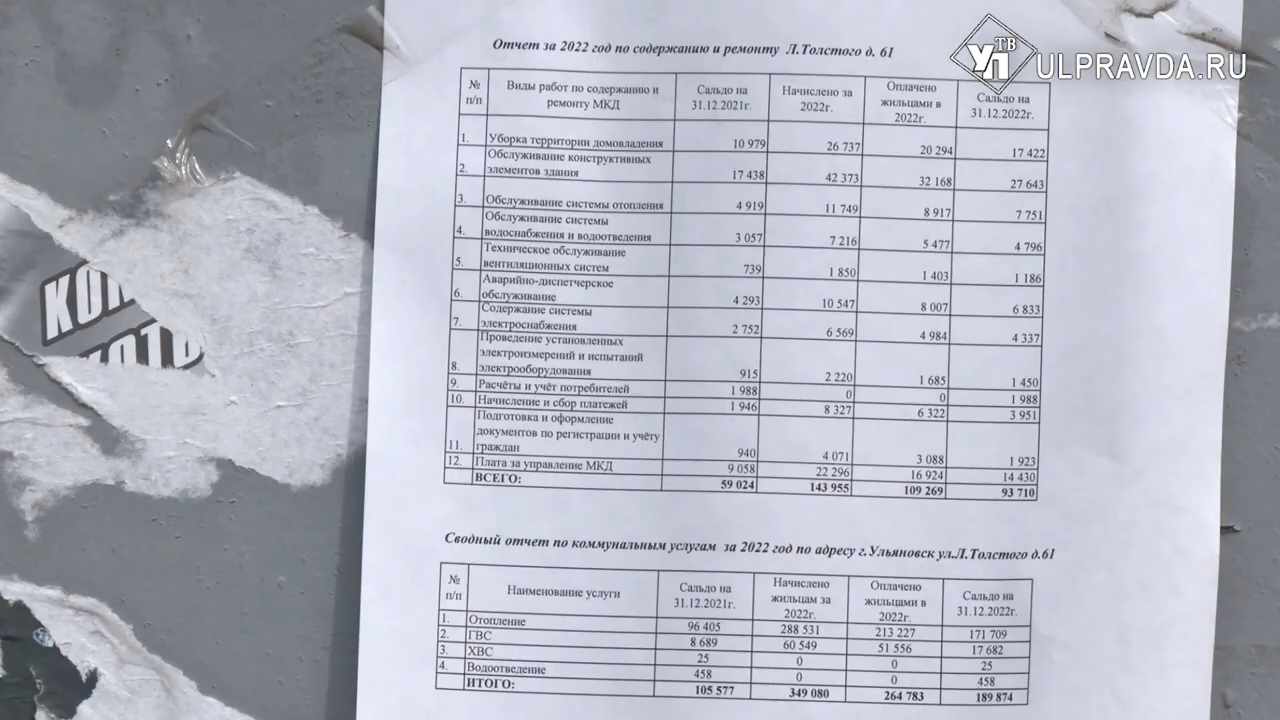 УП ТВ ULPRAVDA.RU
Отчет за 2022 год по содержанию и ремонту Л.Толстого д. 61
№ п/п Виды работ по содержанию и ремонту МКД Сальдо на 31.12.2021г. Начислено за 2022г. Оплачено жильцами в 2022г. Сальдо на 31.12.2022г.
1. Уборка территории домовладения 10 979 26 737 20 294 17 422
2. Обслуживание конструктивных элементов здания 17 438 42 373 32 168 27 643
3. Обслуживание системы отопления 4 919 11 749 8 917 7 751
4. Обслуживание системы водоснабжения и водоотведения 3 057 7 216 5 477 4 796
5. Техническое обслуживание вентиляционных систем 739 1 850 1 403 1 186
6. Аварийно-диспетчерское обслуживание 4 293 10 547 8 007 6 833
7. Содержание системы электроснабжения 2 752 6 569 4 984 4 337
8. Проведение установленных электроизмерений и испытаний электрооборудования 915 2 220 1 685 1 450
9. Расчёты и учёт потребителей 1 988 0 0 1 988
10. Начисление и сбор платежей 1 946 8 327 6 322 3 951
11. Подготовка и оформление документов по регистрации и учёту граждан 940 4 071 3 088 1 923
12. Плата за управление МКД 9 058 22 296 16 924 14 430
ВСЕГО: 59 024 143 955 109 269 93 710
Сводный отчет по коммунальным услугам за 2022 год по адресу г.Ульяновск ул.Л.Толстого д.61
№ п/п Наименование услуги Сальдо на 31.12.2021г. Начислено жильцам за 2022г. Оплачено жильцами в 2022г. Сальдо на 31.12.2022г.
1. Отопление 96 405 288 531 213 227 171 709
2. ГВС 8 689 60 549 51 556 17 682
3. ХВС 25 0 0 25
4. Водоотведение 458 0 0 458
ИТОГО: 105 577 349 080 264 783 189 874